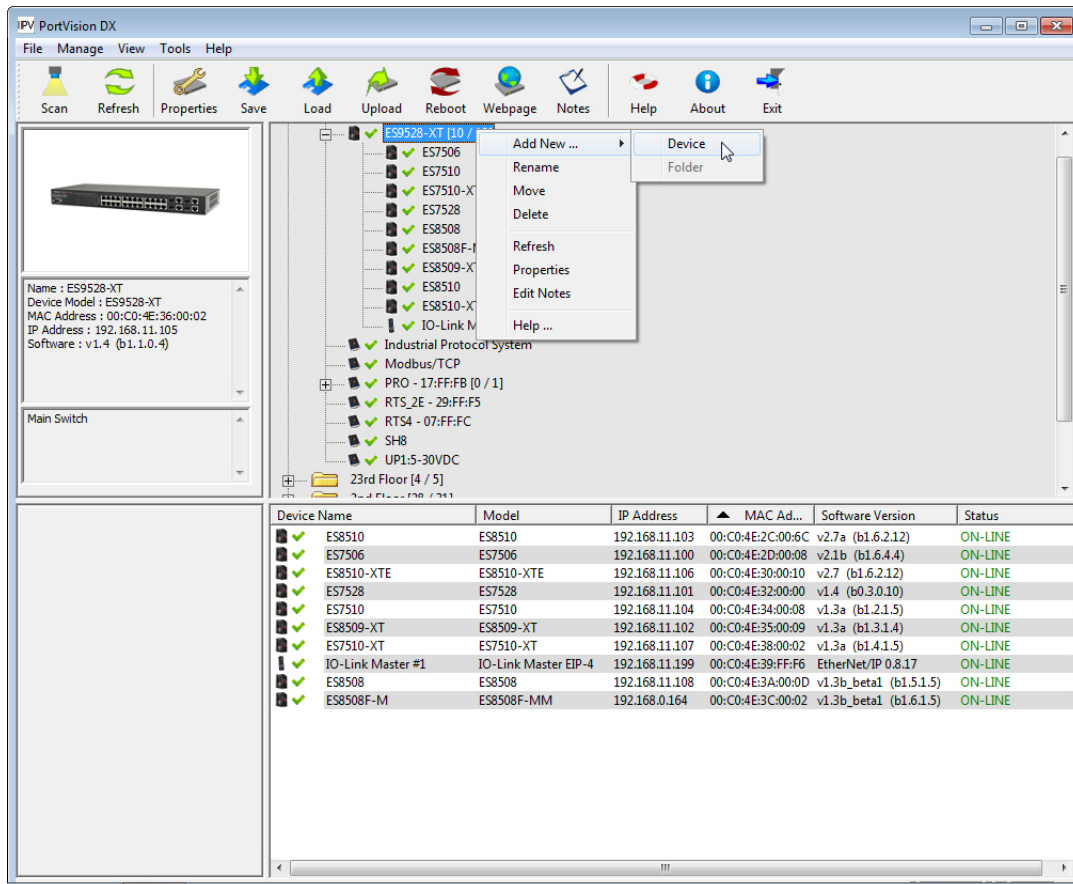 IPV PortVision DX
File Manage View Tools Help
Scan Refresh Properties Save Load Upload Reboot Webpage Notes Help About Exit
ES9528-XT [10 /
ES7506
ES7510
ES7510-X
ES7528
ES8508
ES8508F-
ES8509-X
ES8510
ES8510-X
IO-Link M
Industrial Protocol System
Modbus/TCP
PRO - 17:FF:FB [0 / 1]
RTS_2E - 29:FF:F5
RTS4 - 07:FF:FC
SH8
UP1:5-30VDC
23rd Floor [4 / 5]
Add New ...
Rename
Move
Delete
Refresh
Properties
Edit Notes
Help ...
Device
Folder
Name : ES9528-XT
Device Model : ES9528-XT
MAC Address : 00:C0:4E:36:00:02
IP Address : 192.168.11.105
Software : v1.4 (b1.1.0.4)
Main Switch
Device Name Model IP Address MAC Ad... Software Version Status
ES8510 ES8510 192.168.11.103 00:C0:4E:2C:00:6C v2.7a (b1.6.2.12) ON-LINE
ES7506 ES7506 192.168.11.100 00:C0:4E:2D:00:08 v2.1b (b1.6.4.4) ON-LINE
ES8510-XTE ES8510-XTE 192.168.11.106 00:C0:4E:30:00:10 v2.7 (b1.6.2.12) ON-LINE
ES7528 ES7528 192.168.11.101 00:C0:4E:32:00:00 v1.4 (b0.3.0.10) ON-LINE
ES7510 ES7510 192.168.11.104 00:C0:4E:34:00:08 v1.3a (b1.2.1.5) ON-LINE
ES8509-XT ES8509-XT 192.168.11.102 00:C0:4E:35:00:09 v1.3a (b1.3.1.4) ON-LINE
ES7510-XT ES7510-XT 192.168.11.107 00:C0:4E:38:00:02 v1.3a (b1.4.1.5) ON-LINE
IO-Link Master #1 IO-Link Master EIP-4 192.168.11.199 00:C0:4E:39:FF:F6 EtherNet/IP 0.8.17 ON-LINE
ES8508 ES8508 192.168.11.108 00:C0:4E:3A:00:0D v1.3b_beta1 (b1.5.1.5) ON-LINE
ES8508F-M ES8508F-MM 192.168.0.164 00:C0:4E:3C:00:02 v1.3b_beta1 (b1.6.1.5) ON-LINE